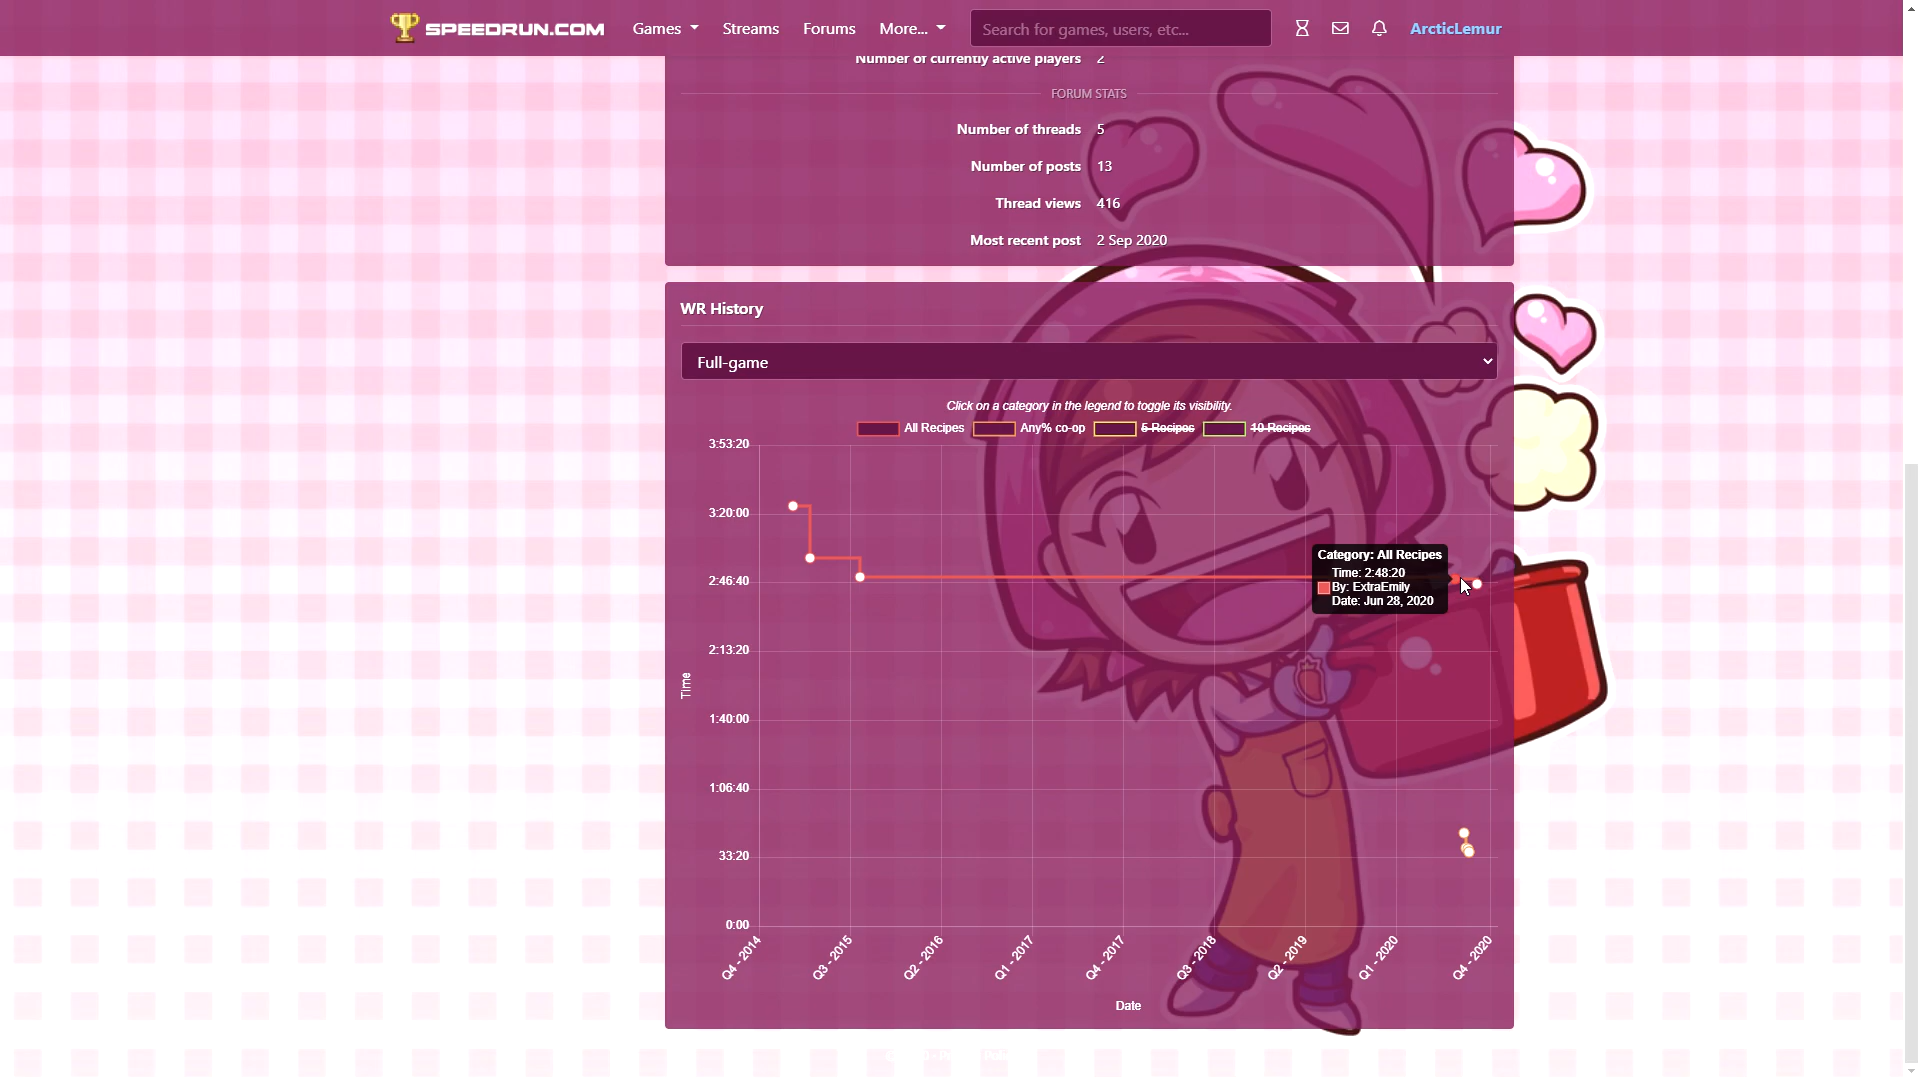 SPEEDRUN.COM Games Streams Forums More... Search for games, users, etc... ArcticLemur
Number of currently active players 2
FORUM STATS
Number of threads 5
Number of posts 13
Thread views 416
Most recent post 2 Sep 2020
WR History
Full-game
Click on a category in the legend to toggle its visibility.
All Recipes Any% co-op 5 Recipes 10 Recipes
3:53:20
3:20:00
2:46:40
2:13:20
1:40:00
1:06:40
33:20
0:00
Time
Category: All Recipes
Time: 2:48:20
By: ExtraEmily
Date: Jun 28, 2020
Q4 - 2014 Q3 - 2015 Q2 - 2016 Q1 - 2017 Q4 - 2017 Q3 - 2018 Q2 - 2019 Q1 - 2020 Q4 - 2020
Date